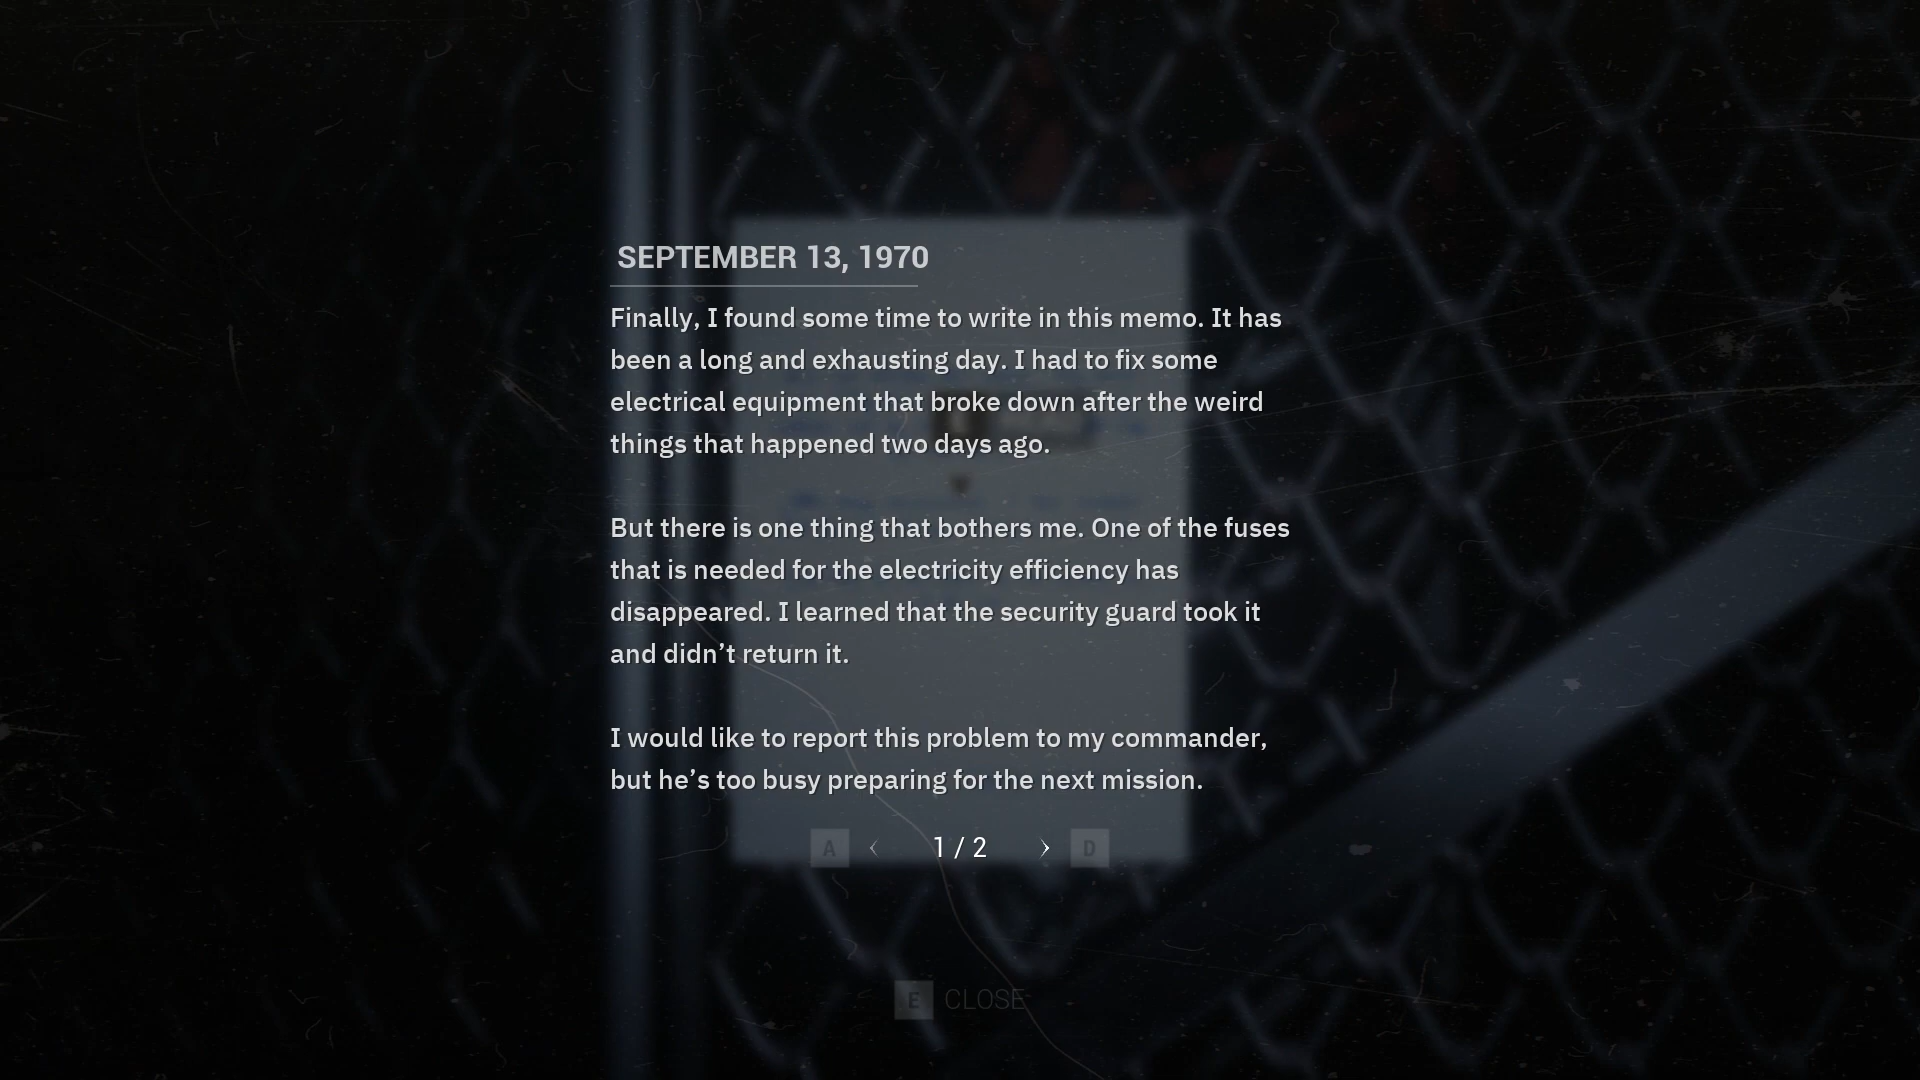 SEPTEMBER 13, 1970
Finally, I found some time to write in this memo. It has
been a long and exhausting day. I had to fix some
electrical equipment that broke down after the weird
things that happened two days ago.
But there is one thing that bothers me. One of the fuses
that is needed for the electricity efficiency has
disappeared. I learned that the security guard took it
and didn’t return it.
I would like to report this problem to my commander,
but he’s too busy preparing for the next mission.
A ‹ 1 / 2 › D
E CLOSE